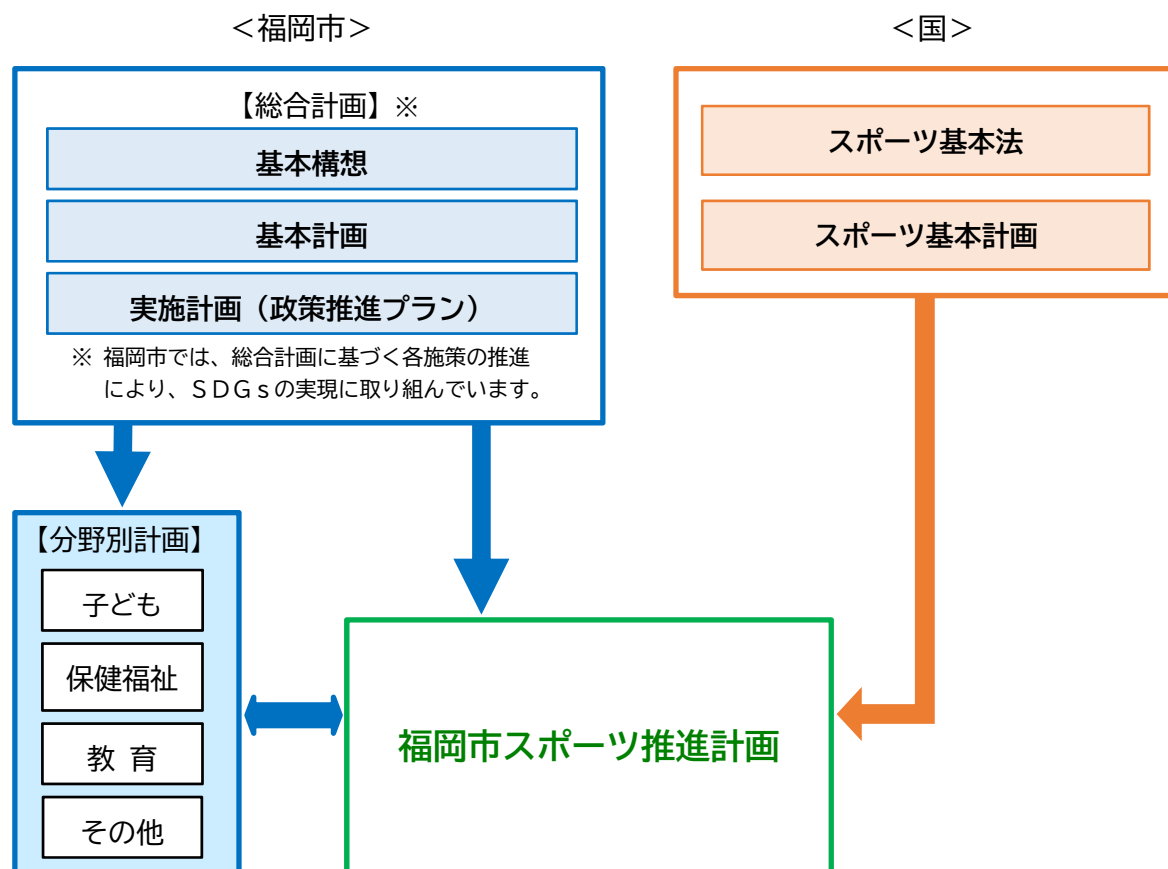 ＜福岡市＞
＜国＞
【総合計画】※
基本構想
基本計画
実施計画（政策推進プラン）
※ 福岡市では、総合計画に基づく各施策の推進
により、ＳＤＧｓの実現に取り組んでいます。
スポーツ基本法
スポーツ基本計画
【分野別計画】
子ども
保健福祉
教 育
その他
福岡市スポーツ推進計画